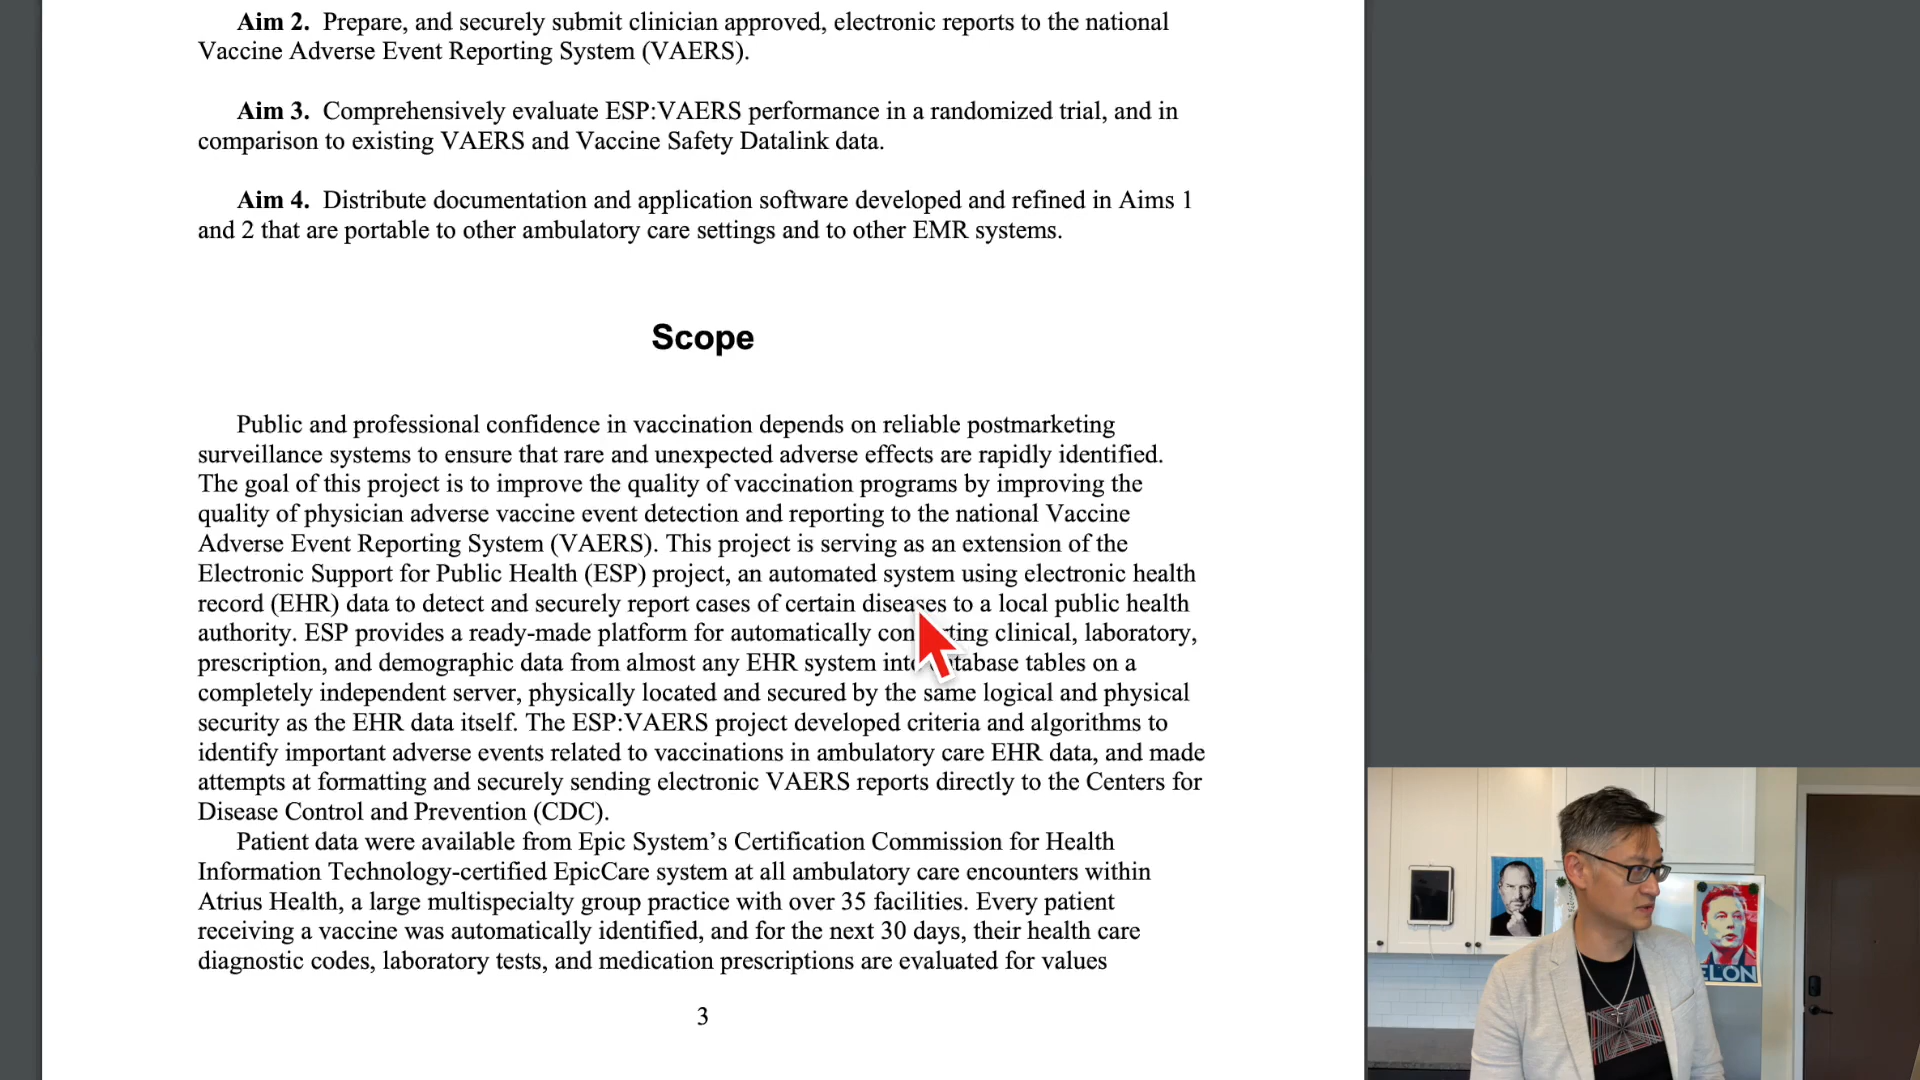 Aim 2. Prepare, and securely submit clinician approved, electronic reports to the national
Vaccine Adverse Event Reporting System (VAERS).
Aim 3. Comprehensively evaluate ESP:VAERS performance in a randomized trial, and in
comparison to existing VAERS and Vaccine Safety Datalink data.
Aim 4. Distribute documentation and application software developed and refined in Aims 1
and 2 that are portable to other ambulatory care settings and to other EMR systems.
Scope
Public and professional confidence in vaccination depends on reliable postmarketing
surveillance systems to ensure that rare and unexpected adverse effects are rapidly identified.
The goal of this project is to improve the quality of vaccination programs by improving the
quality of physician adverse vaccine event detection and reporting to the national Vaccine
Adverse Event Reporting System (VAERS). This project is serving as an extension of the
Electronic Support for Public Health (ESP) project, an automated system using electronic health
record (EHR) data to detect and securely report cases of certain diseases to a local public health
authority. ESP provides a ready-made platform for automatically clinical, laboratory,
prescription, and demographic data from almost any EHR system tables on a
completely independent server, physically located and secured by the same logical and physical
security as the EHR data itself. The ESP:VAERS project developed criteria and algorithms to
identify important adverse events related to vaccinations in ambulatory care EHR data, and made
attempts at formatting and securely sending electronic VAERS reports directly to the Centers for
Disease Control and Prevention (CDC).
Patient data were available from Epic System's Certification Commission for Health
Information Technology-certified EpicCare system at all ambulatory care encounters within
Atrius Health, a large multispecialty group practice with over 35 facilities. Every patient
receiving a vaccine was automatically identified, and for the next 30 days, their health care
diagnostic codes, laboratory tests, and medication prescriptions are evaluated for values
3
ELON